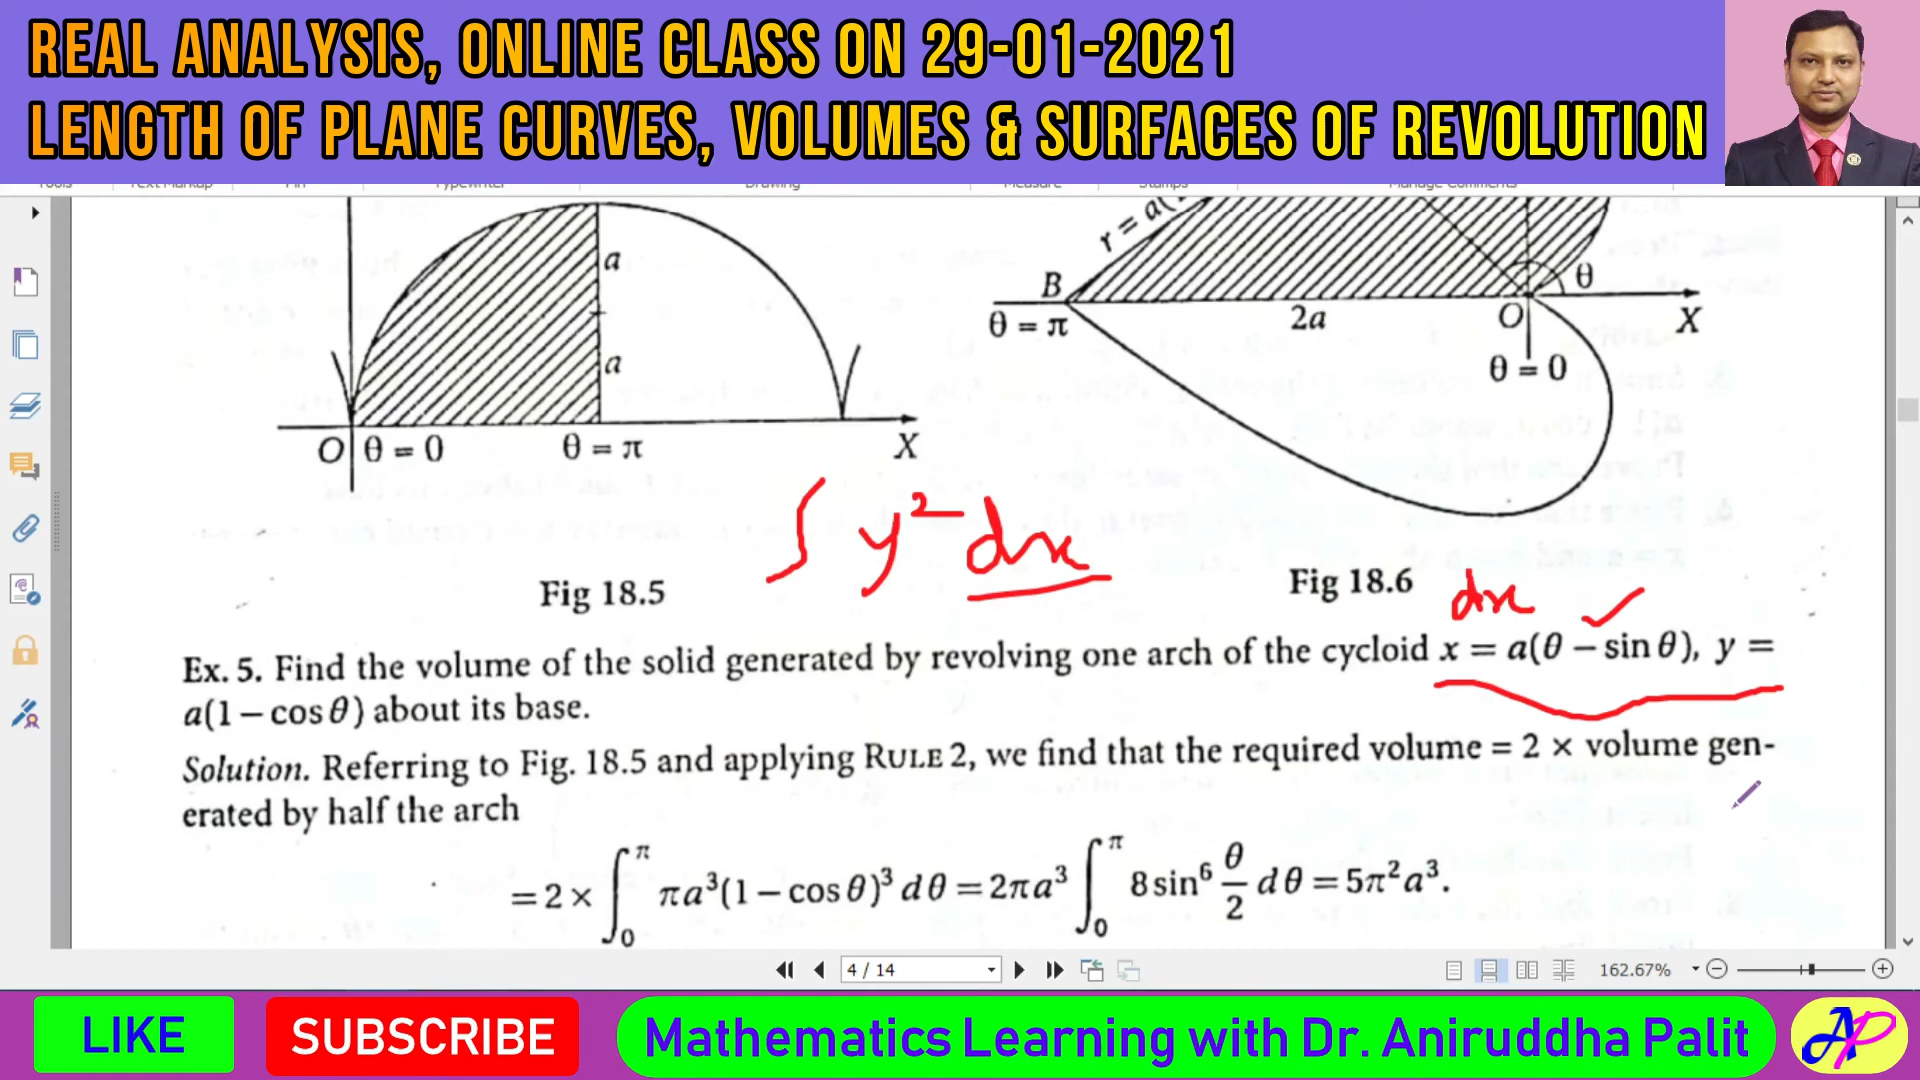 REAL ANALYSIS, ONLINE CLASS ON 29-01-2021
LENGTH OF PLANE CURVES, VOLUMES & SURFACES OF REVOLUTION
a
a
O θ = 0
θ = π
X
r = a(
B
θ = π
2a
O
θ
X
θ = 0
∫ y² dx
Fig 18.5
Fig 18.6
dx ✓
Ex. 5. Find the volume of the solid generated by revolving one arch of the cycloid x = a(θ − sin θ), y =
a(1 − cos θ) about its base.
Solution. Referring to Fig. 18.5 and applying RULE 2, we find that the required volume = 2 × volume gen-
erated by half the arch
= 2 × ∫₀^π πa³(1 − cos θ)³ dθ = 2πa³ ∫₀^π 8 sin⁶ θ/2 dθ = 5π²a³.
4 / 14
162.67%
LIKE
SUBSCRIBE
Mathematics Learning with Dr. Aniruddha Palit
AP